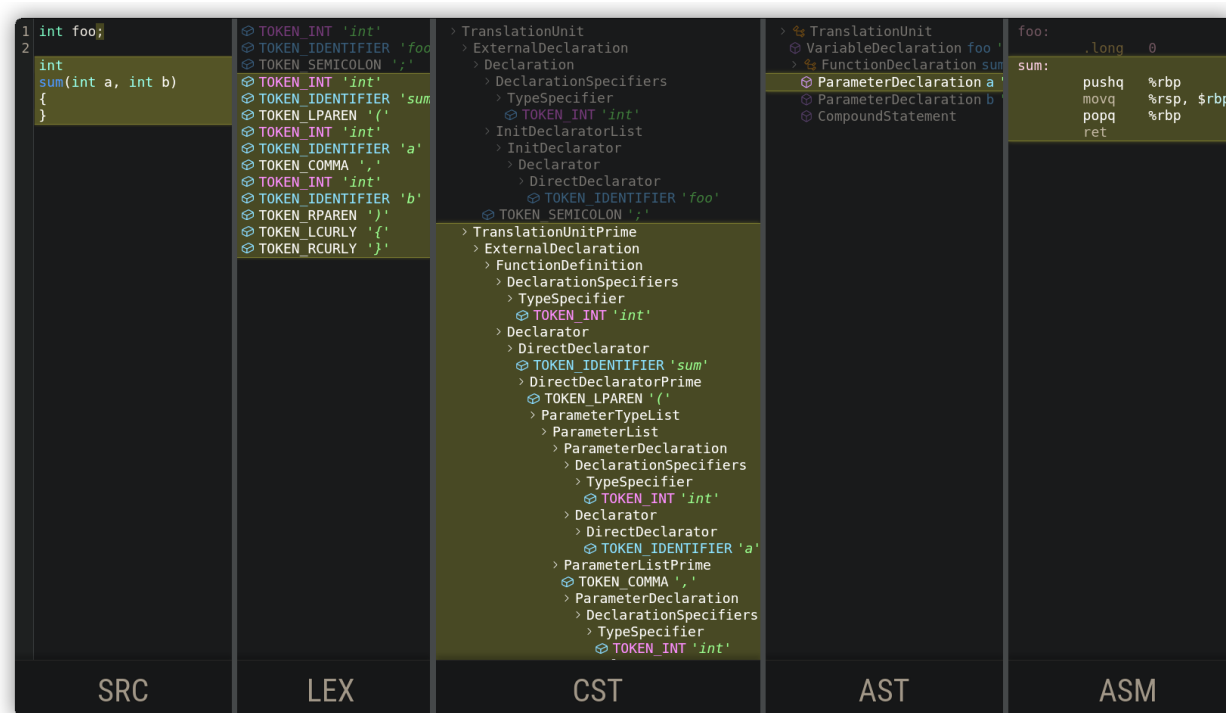 1 int foo;
2
int
sum(int a, int b)
{
}
TOKEN_INT 'int'
TOKEN_IDENTIFIER 'foo
TOKEN_SEMICOLON ';'
TOKEN_INT 'int'
TOKEN_IDENTIFIER 'sum
TOKEN_LPAREN '('
TOKEN_INT 'int'
TOKEN_IDENTIFIER 'a'
TOKEN_COMMA ','
TOKEN_INT 'int'
TOKEN_IDENTIFIER 'b'
TOKEN_RPAREN ')'
TOKEN_LCURLY '{'
TOKEN_RCURLY '}'
TranslationUnit
ExternalDeclaration
Declaration
DeclarationSpecifiers
TypeSpecifier
TOKEN_INT 'int'
InitDeclaratorList
InitDeclarator
Declarator
DirectDeclarator
TOKEN_IDENTIFIER 'foo'
TOKEN_SEMICOLON ';'
TranslationUnitPrime
ExternalDeclaration
FunctionDefinition
DeclarationSpecifiers
TypeSpecifier
TOKEN_INT 'int'
Declarator
DirectDeclarator
TOKEN_IDENTIFIER 'sum'
DirectDeclaratorPrime
TOKEN_LPAREN '('
ParameterTypeList
ParameterList
ParameterDeclaration
DeclarationSpecifiers
TypeSpecifier
TOKEN_INT 'int'
Declarator
DirectDeclarator
TOKEN_IDENTIFIER 'a'
ParameterListPrime
TOKEN_COMMA ','
ParameterDeclaration
DeclarationSpecifiers
TypeSpecifier
TOKEN_INT 'int'
TranslationUnit
VariableDeclaration foo '
FunctionDeclaration sum
ParameterDeclaration a '
ParameterDeclaration b '
CompoundStatement
foo:
.long 0
sum:
pushq %rbp
movq %rsp, $rbp
popq %rbp
ret
SRC
LEX
CST
AST
ASM